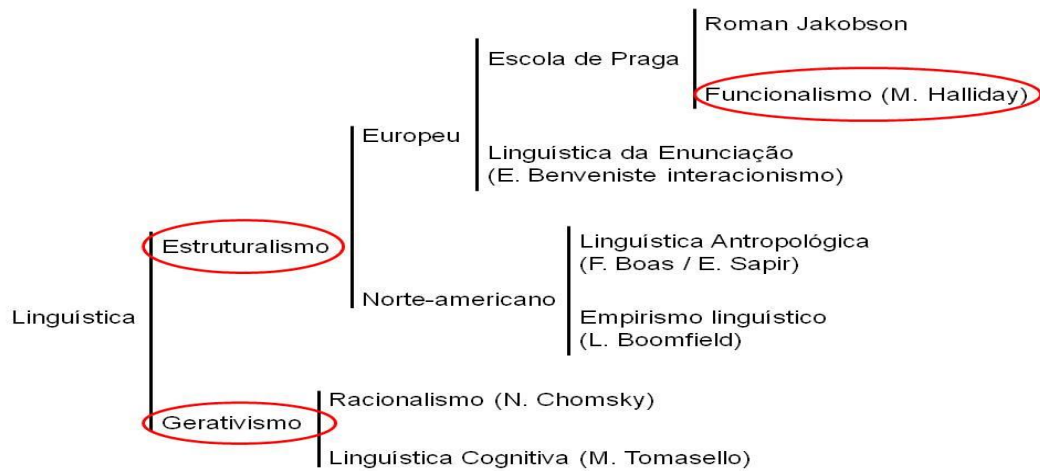 Roman Jakobson
Escola de Praga
Funcionalismo (M. Halliday)
Europeu
Linguística da Enunciação
(E. Benveniste interacionismo)
Estruturalismo
Linguística Antropológica
(F. Boas / E. Sapir)
Norte-americano
Linguística
Empirismo linguístico
(L. Boomfield)
Racionalismo (N. Chomsky)
Gerativismo
Linguística Cognitiva (M. Tomasello)